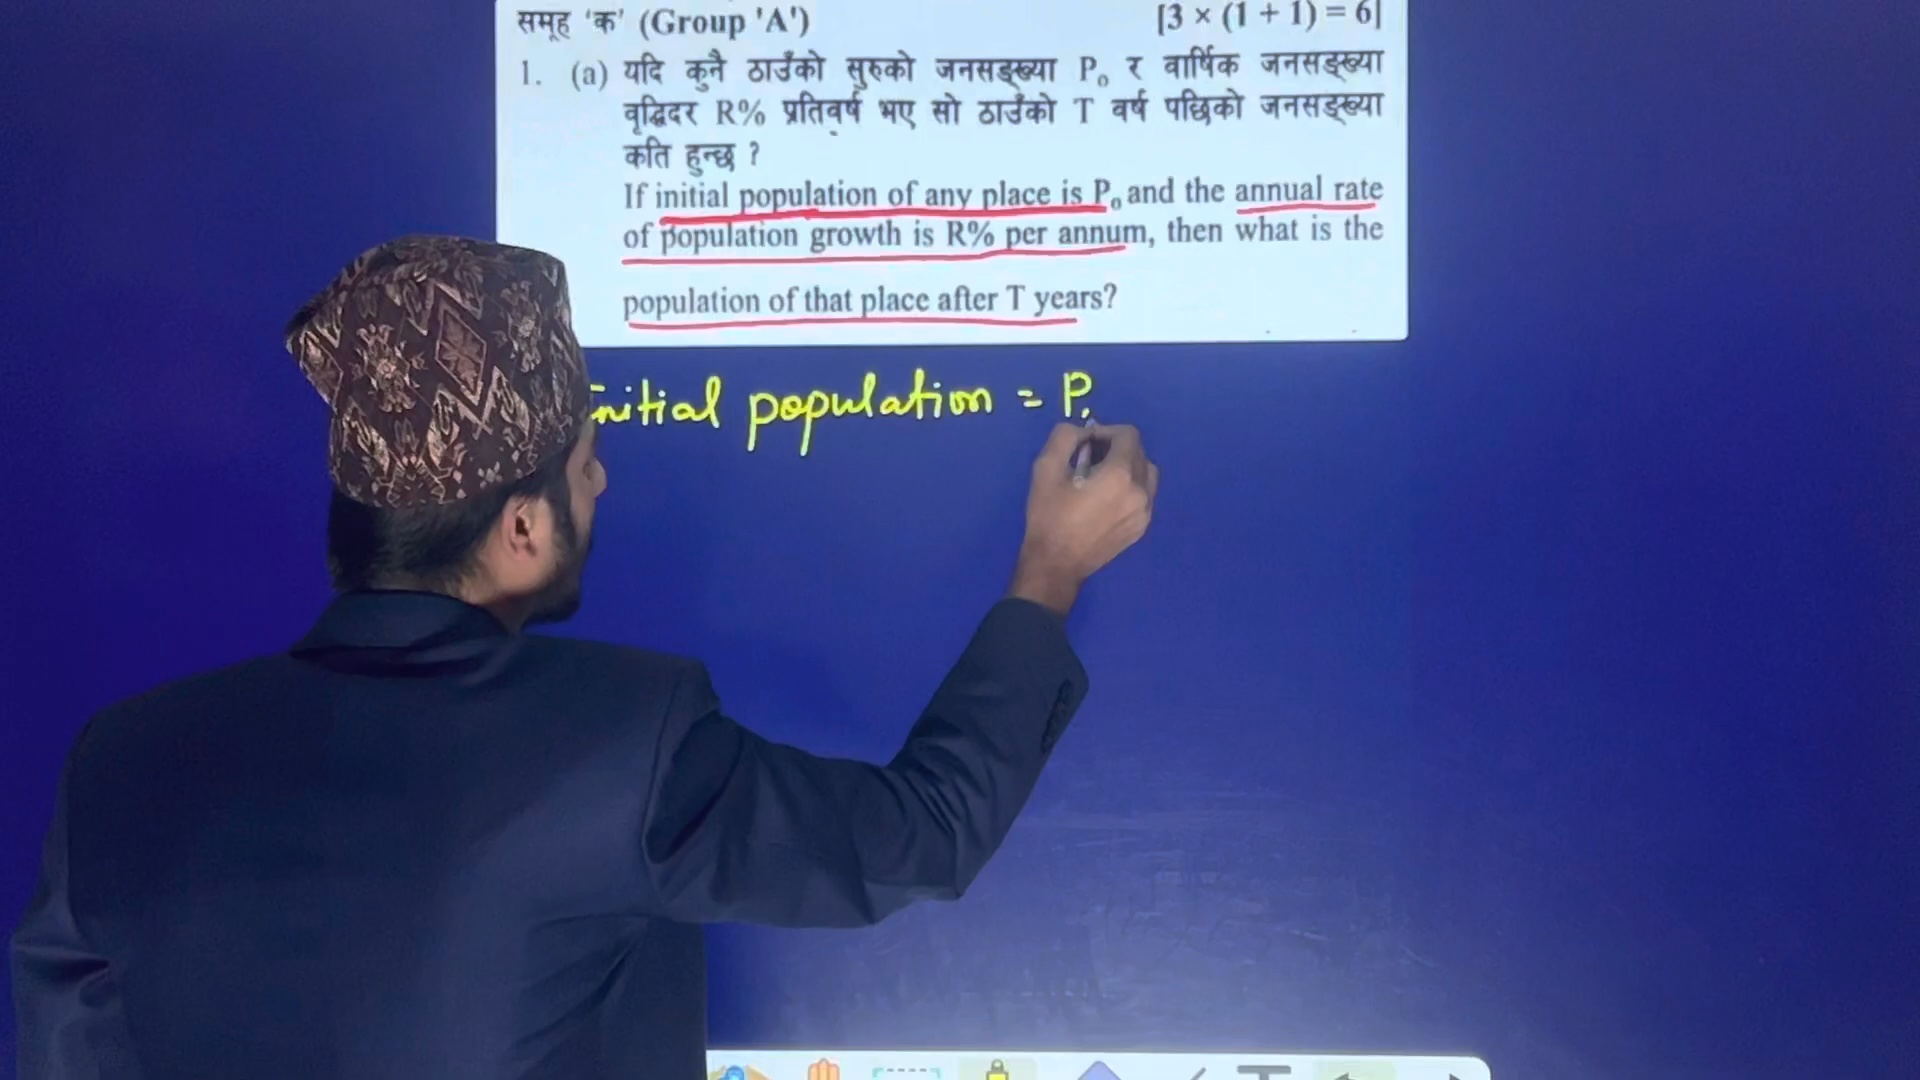 समूह 'क' (Group 'A') [3 × (1 + 1) = 6]
1. (a) यदि कुनै ठाउँको सुरुको जनसङ्ख्या P₀ र वार्षिक जनसङ्ख्या
वृद्धिदर R% प्रतिवर्ष भए सो ठाउँको T वर्ष पछिको जनसङ्ख्या
कति हुन्छ ?
If initial population of any place is P₀ and the annual rate
of population growth is R% per annum, then what is the
population of that place after T years?
Initial population = P